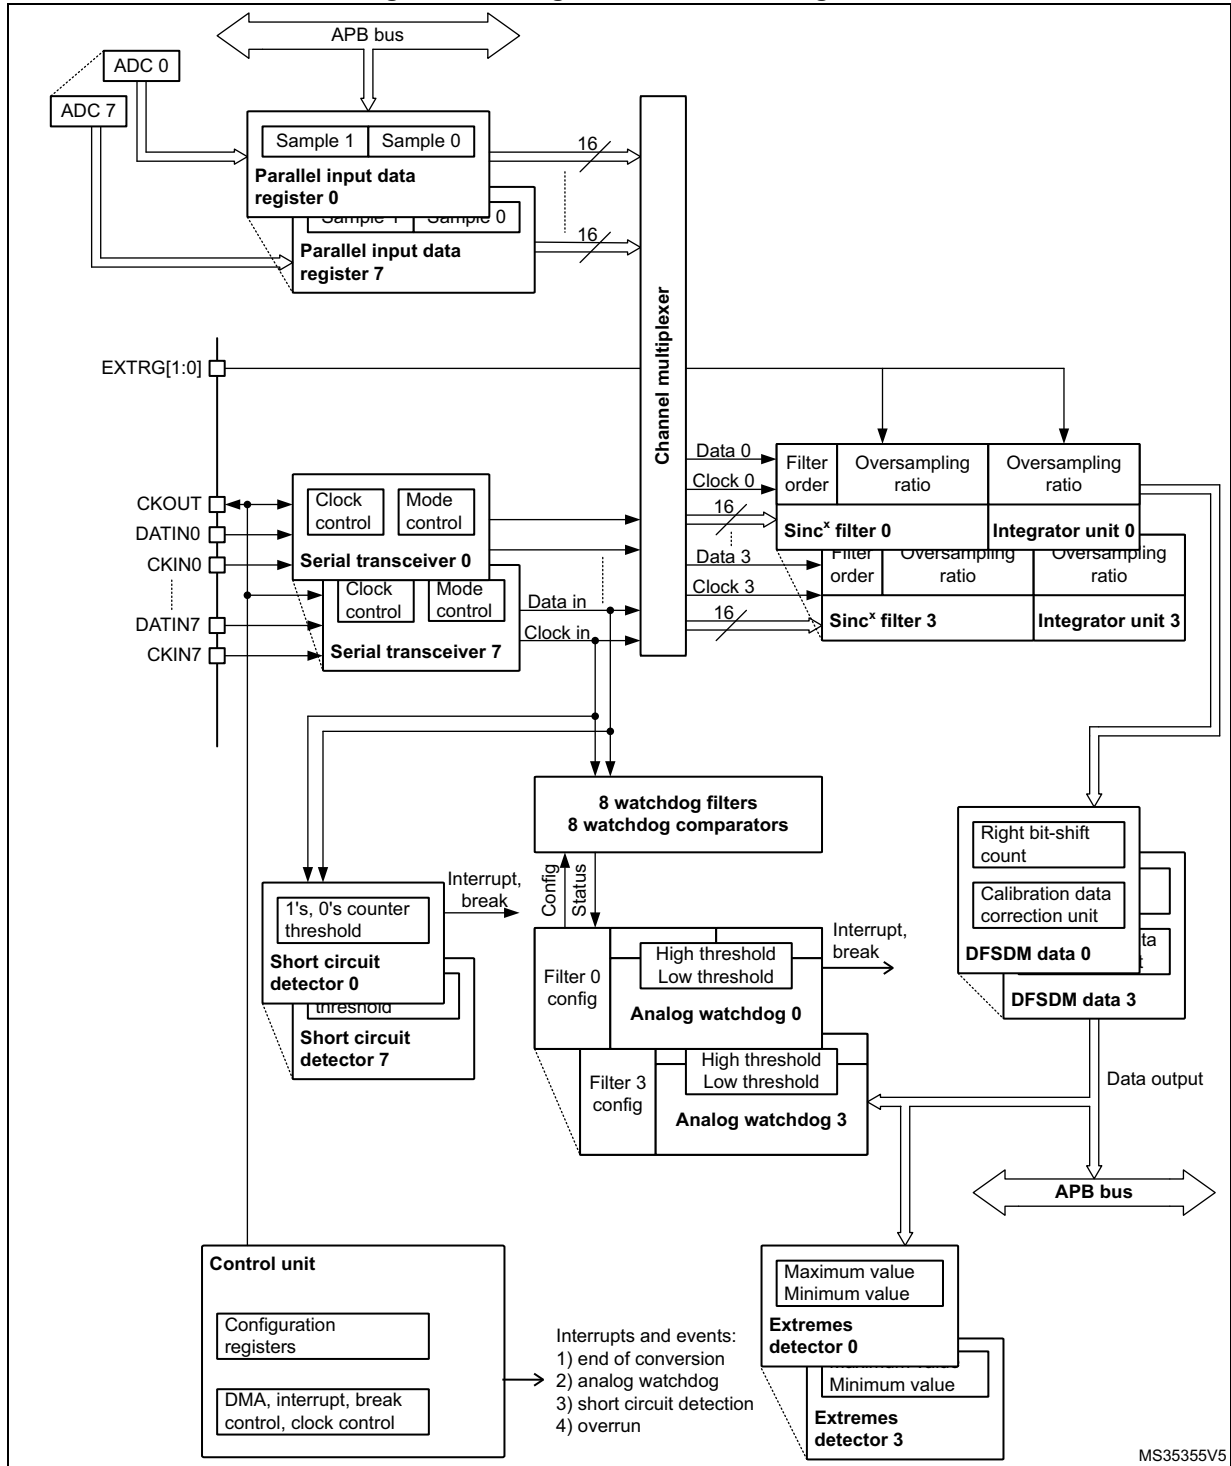 APB bus
ADC 0
ADC 7
Sample 1
Sample 0
16
Parallel input data
register 0
16
Parallel input data
register 7
Channel multiplexer
EXTRG[1:0]
Data 0
Clock 0
16
Data 3
Clock 3
16
Filter
order
Oversampling
ratio
Oversampling
ratio
Sincˣ filter 0
Integrator unit 0
Filter
order
Oversampling
ratio
Oversampling
ratio
Sincˣ filter 3
Integrator unit 3
CKOUT
DATIN0
CKIN0
DATIN7
CKIN7
Clock
control
Mode
control
Serial transceiver 0
Clock
control
Mode
control
Serial transceiver 7
Data in
Clock in
8 watchdog filters
8 watchdog comparators
Config
Status
Interrupt,
break
1's, 0's counter
threshold
Short circuit
detector 0
threshold
Short circuit
detector 7
Filter 0
config
High threshold
Low threshold
Analog watchdog 0
Interrupt,
break
Filter 3
config
High threshold
Low threshold
Analog watchdog 3
Right bit-shift
count
Calibration data
correction unit
DFSDM data 0
DFSDM data 3
Data output
APB bus
Control unit
Configuration
registers
DMA, interrupt, break
control, clock control
Interrupts and events:
1) end of conversion
2) analog watchdog
3) short circuit detection
4) overrun
Maximum value
Minimum value
Extremes
detector 0
Minimum value
Extremes
detector 3
MS35355V5